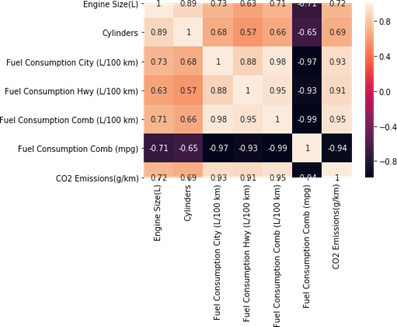 Engine Size(L) 1 0.89 0.73 0.63 0.71 -0.71 0.72
Cylinders 0.89 1 0.68 0.57 0.66 -0.65 0.69
Fuel Consumption City (L/100 km) 0.73 0.68 1 0.88 0.98 -0.97 0.93
Fuel Consumption Hwy (L/100 km) 0.63 0.57 0.88 1 0.95 -0.93 0.91
Fuel Consumption Comb (L/100 km) 0.71 0.66 0.98 0.95 1 -0.99 0.95
Fuel Consumption Comb (mpg) -0.71 -0.65 -0.97 -0.93 -0.99 1 -0.94
CO2 Emissions(g/km) 0.72 0.69 0.93 0.91 0.95 -0.94 1
Engine Size(L)
Cylinders
Fuel Consumption City (L/100 km)
Fuel Consumption Hwy (L/100 km)
Fuel Consumption Comb (L/100 km)
Fuel Consumption Comb (mpg)
CO2 Emissions(g/km)
0.8
0.4
0.0
−0.4
−0.8